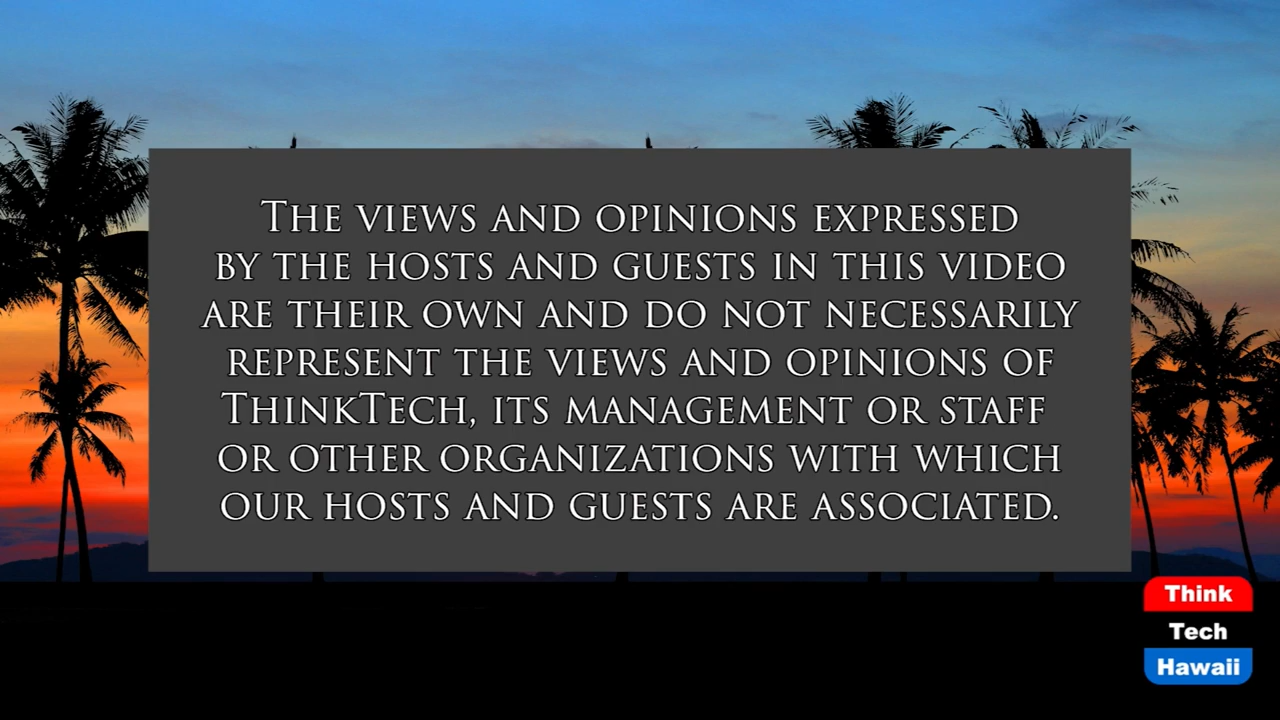 The views and opinions expressed
by the hosts and guests in this video
are their own and do not necessarily
represent the views and opinions of
ThinkTech, its management or staff
or other organizations with which
our hosts and guests are associated.
Think
Tech
Hawaii